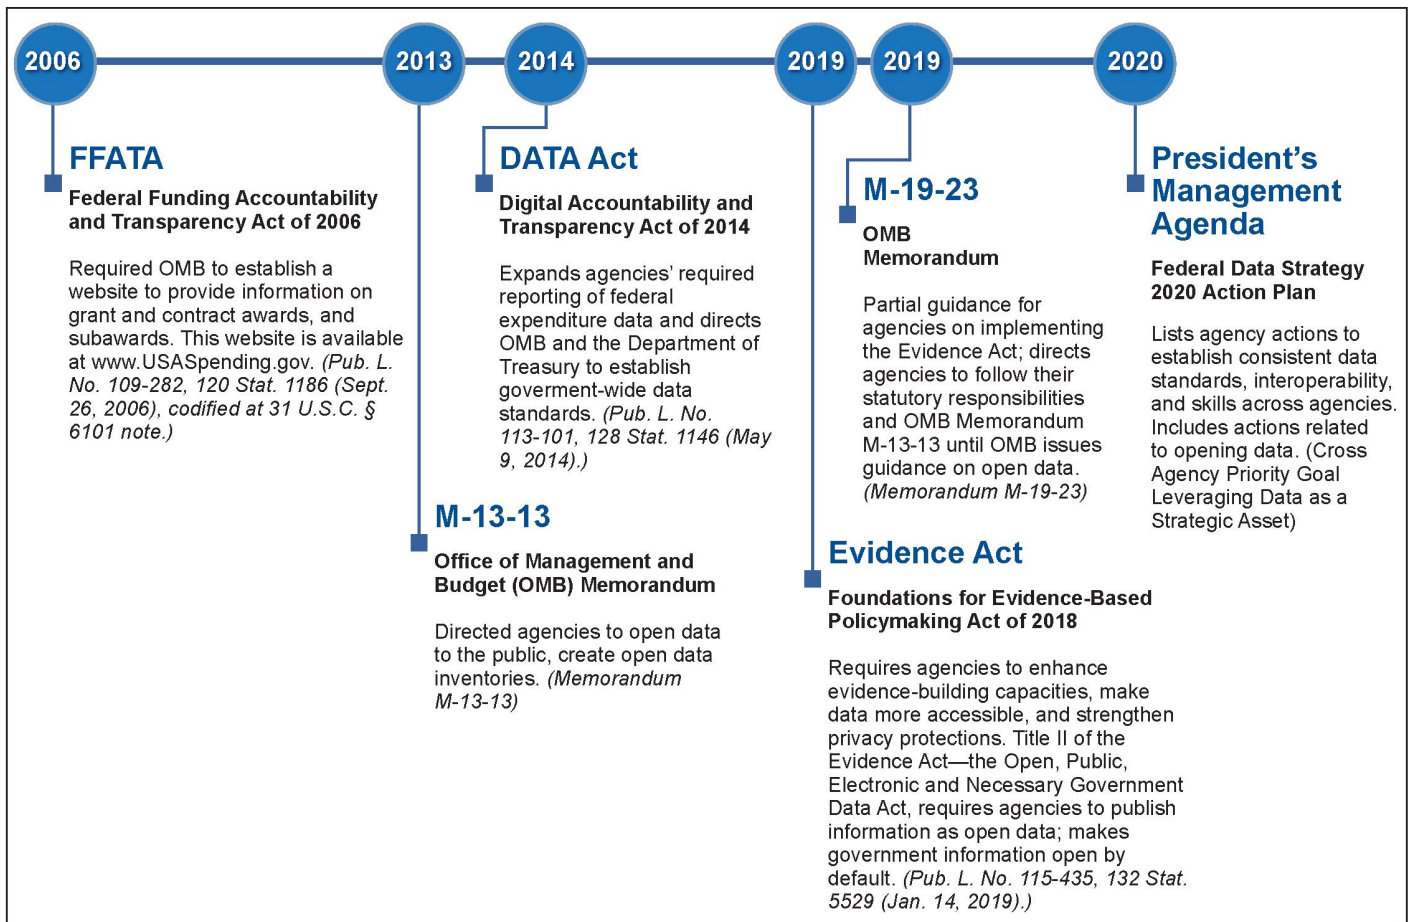 2006
2013
2014
2019
2019
2020
FFATA
Federal Funding Accountability
and Transparency Act of 2006
Required OMB to establish a
website to provide information on
grant and contract awards, and
subawards. This website is available
at www.USASpending.gov. (Pub. L.
No. 109-282, 120 Stat. 1186 (Sept.
26, 2006), codified at 31 U.S.C. §
6101 note.)
M-13-13
Office of Management and
Budget (OMB) Memorandum
Directed agencies to open data
to the public, create open data
inventories. (Memorandum
M-13-13)
DATA Act
Digital Accountability and
Transparency Act of 2014
Expands agencies’ required
reporting of federal
expenditure data and directs
OMB and the Department of
Treasury to establish
goverment-wide data
standards. (Pub. L. No.
113-101, 128 Stat. 1146 (May
9, 2014).)
Evidence Act
Foundations for Evidence-Based
Policymaking Act of 2018
Requires agencies to enhance
evidence-building capacities, make
data more accessible, and strengthen
privacy protections. Title II of the
Evidence Act—the Open, Public,
Electronic and Necessary Government
Data Act, requires agencies to publish
information as open data; makes
government information open by
default. (Pub. L. No. 115-435, 132 Stat.
5529 (Jan. 14, 2019).)
M-19-23
OMB
Memorandum
Partial guidance for
agencies on implementing
the Evidence Act; directs
agencies to follow their
statutory responsibilities
and OMB Memorandum
M-13-13 until OMB issues
guidance on open data.
(Memorandum M-19-23)
President’s
Management
Agenda
Federal Data Strategy
2020 Action Plan
Lists agency actions to
establish consistent data
standards, interoperability,
and skills across agencies.
Includes actions related
to opening data. (Cross
Agency Priority Goal
Leveraging Data as a
Strategic Asset)